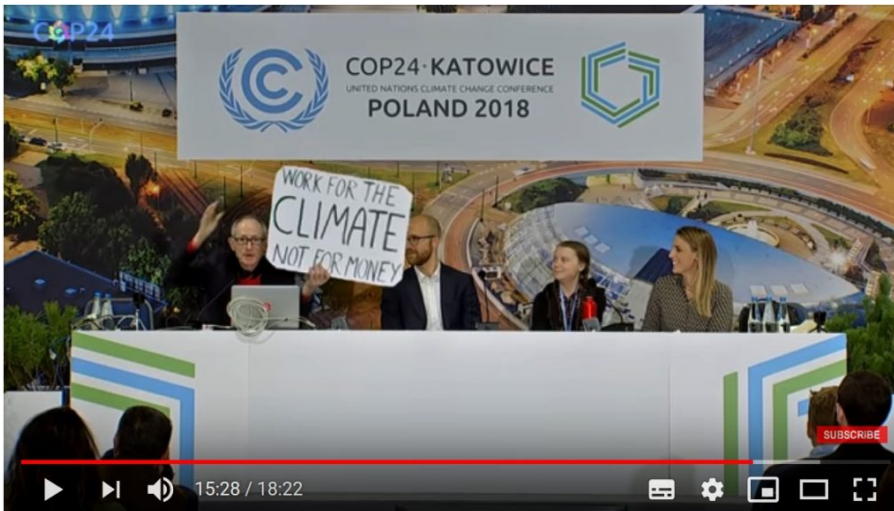 COP24
COP24·KATOWICE
UNITED NATIONS CLIMATE CHANGE CONFERENCE
POLAND 2018
WORK FOR THE
CLIMATE
NOT FOR MONEY
SUBSCRIBE
15:28 / 18:22